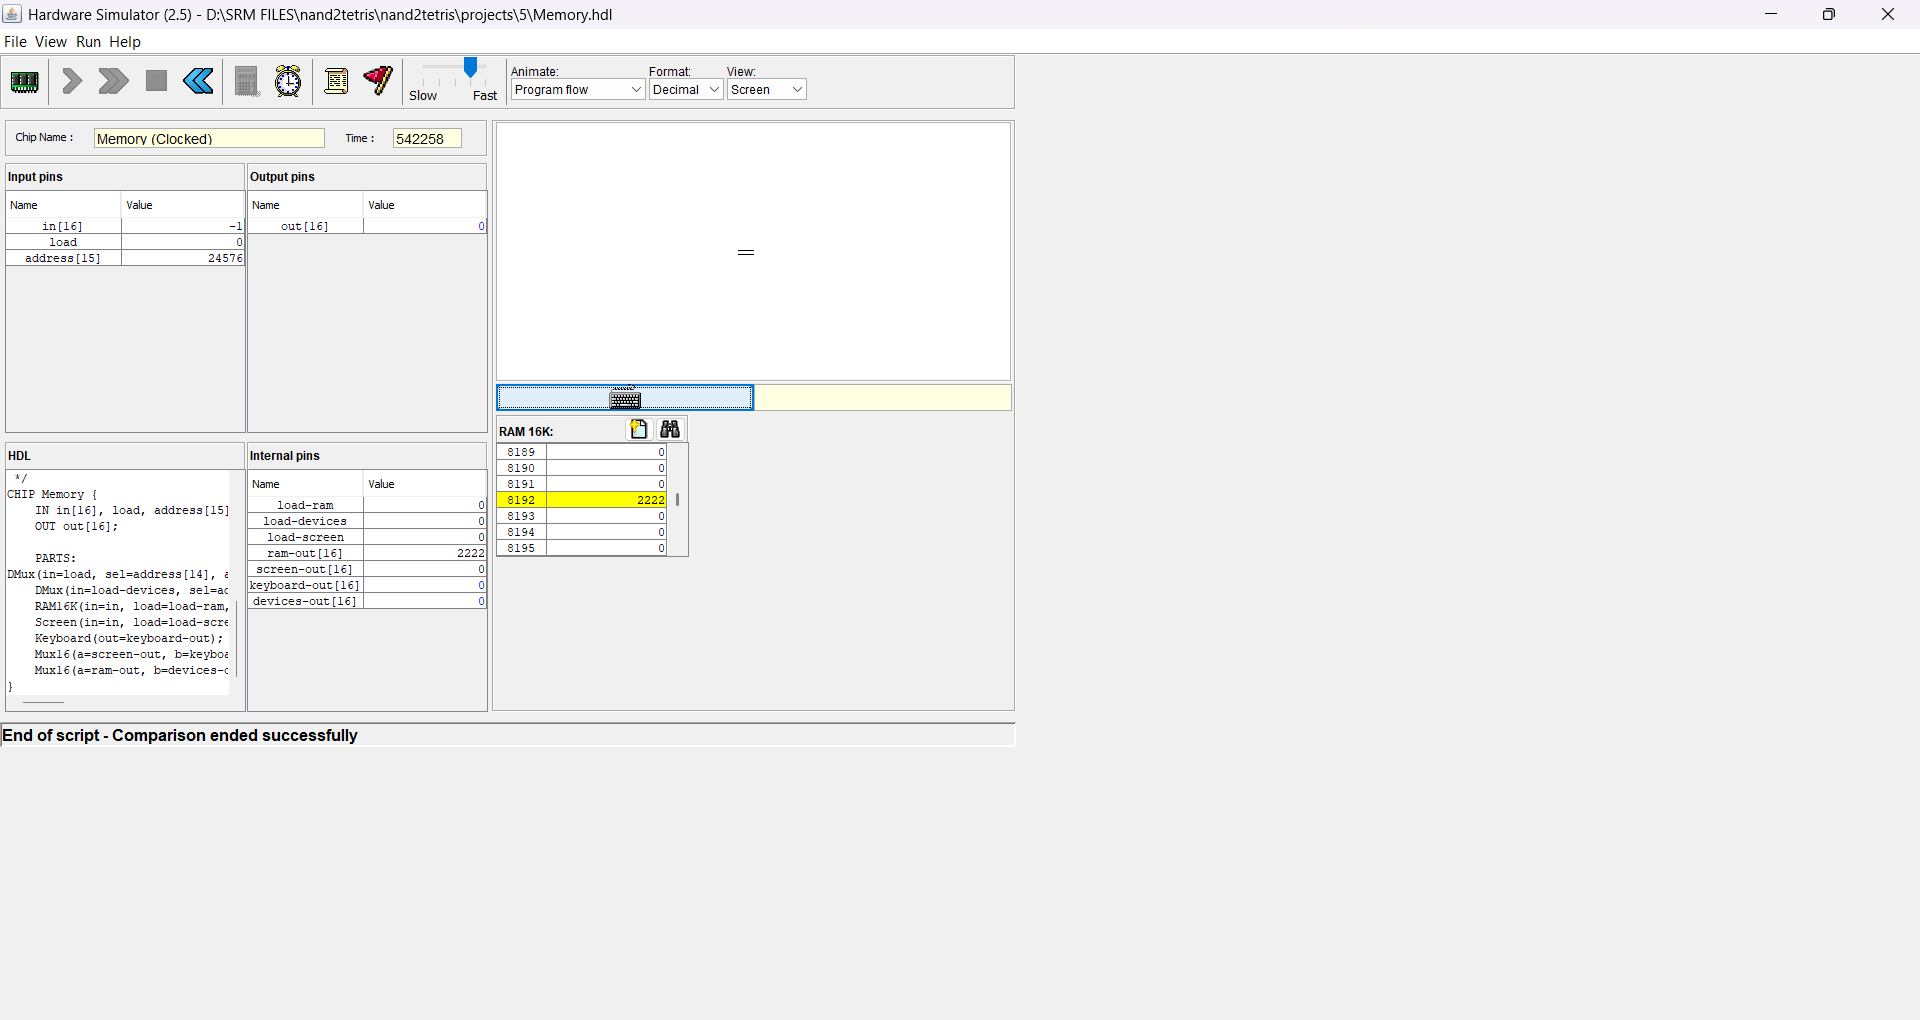 Hardware Simulator (2.5) - D:\SRM FILES\nand2tetris\nand2tetris\projects\5\Memory.hdl
File View Run Help
Slow Fast
Animate: Format: View:
Program flow Decimal Screen
Chip Name : Memory (Clocked) Time : 542258
Input pins
Name Value
in[16] -1
load 0
address[15] 24576
Output pins
Name Value
out[16] 0
HDL
*/
CHIP Memory {
IN in[16], load, address[15]
OUT out[16];
PARTS:
DMux(in=load, sel=address[14], a
DMux(in=load-devices, sel=ad
RAM16K(in=in, load=load-ram,
Screen(in=in, load=load-scre
Keyboard(out=keyboard-out);
Mux16(a=screen-out, b=keyboa
Mux16(a=ram-out, b=devices-o
}
Internal pins
Name Value
load-ram 0
load-devices 0
load-screen 0
ram-out[16] 2222
screen-out[16] 0
keyboard-out[16] 0
devices-out[16] 0
RAM 16K:
8189 0
8190 0
8191 0
8192 2222
8193 0
8194 0
8195 0
End of script - Comparison ended successfully